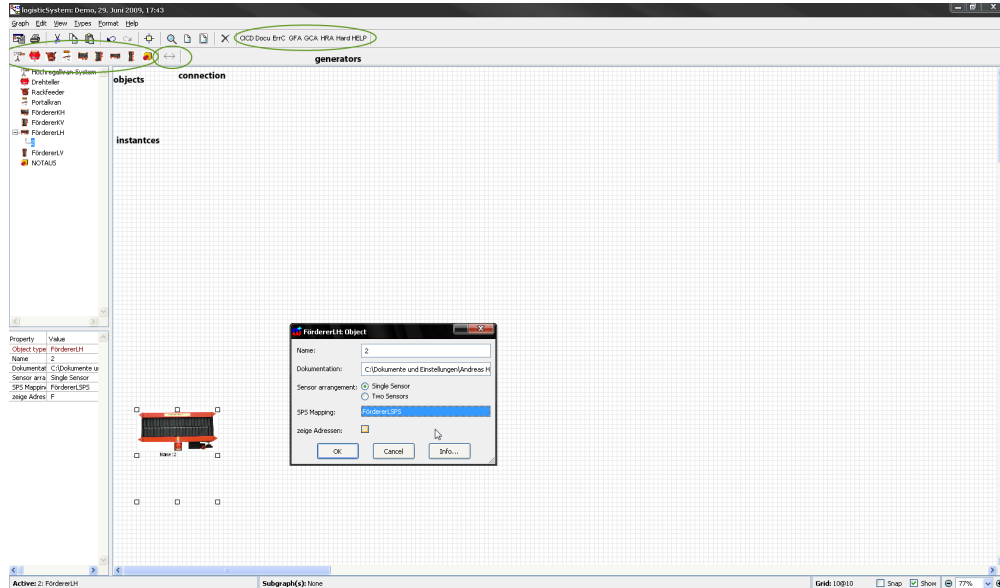 logisticSystem: Demo, 29. Juni 2009, 17:43
Graph Edit View Types Format Help
OCD Docu ErrC GFA GCA HRA Hard HELP
generators
objects
connection
instantces
Hochregalkran-System
Drehteller
Rackfeeder
Portalkran
FördererKH
FördererKV
FördererLH
2
FördererLV
NOTAUS
Property Value
Object type FördererLH
Name 2
Dokumentat C:\Dokumente ur
Sensor arra Single Sensor
SPS Mappin FördererLSPS
zeige Adres F
Name:2
FördererLH: Object
Name: 2
Dokumentation: C:\Dokumente und Einstellungen\Andreas H
Sensor arrangement: Single Sensor
Two Sensors
SPS Mapping: FördererLSPS
zeige Adressen:
OK Cancel Info...
Active: 2: FördererLH Subgraph(s): None Grid: 10@10 Snap Show 77%